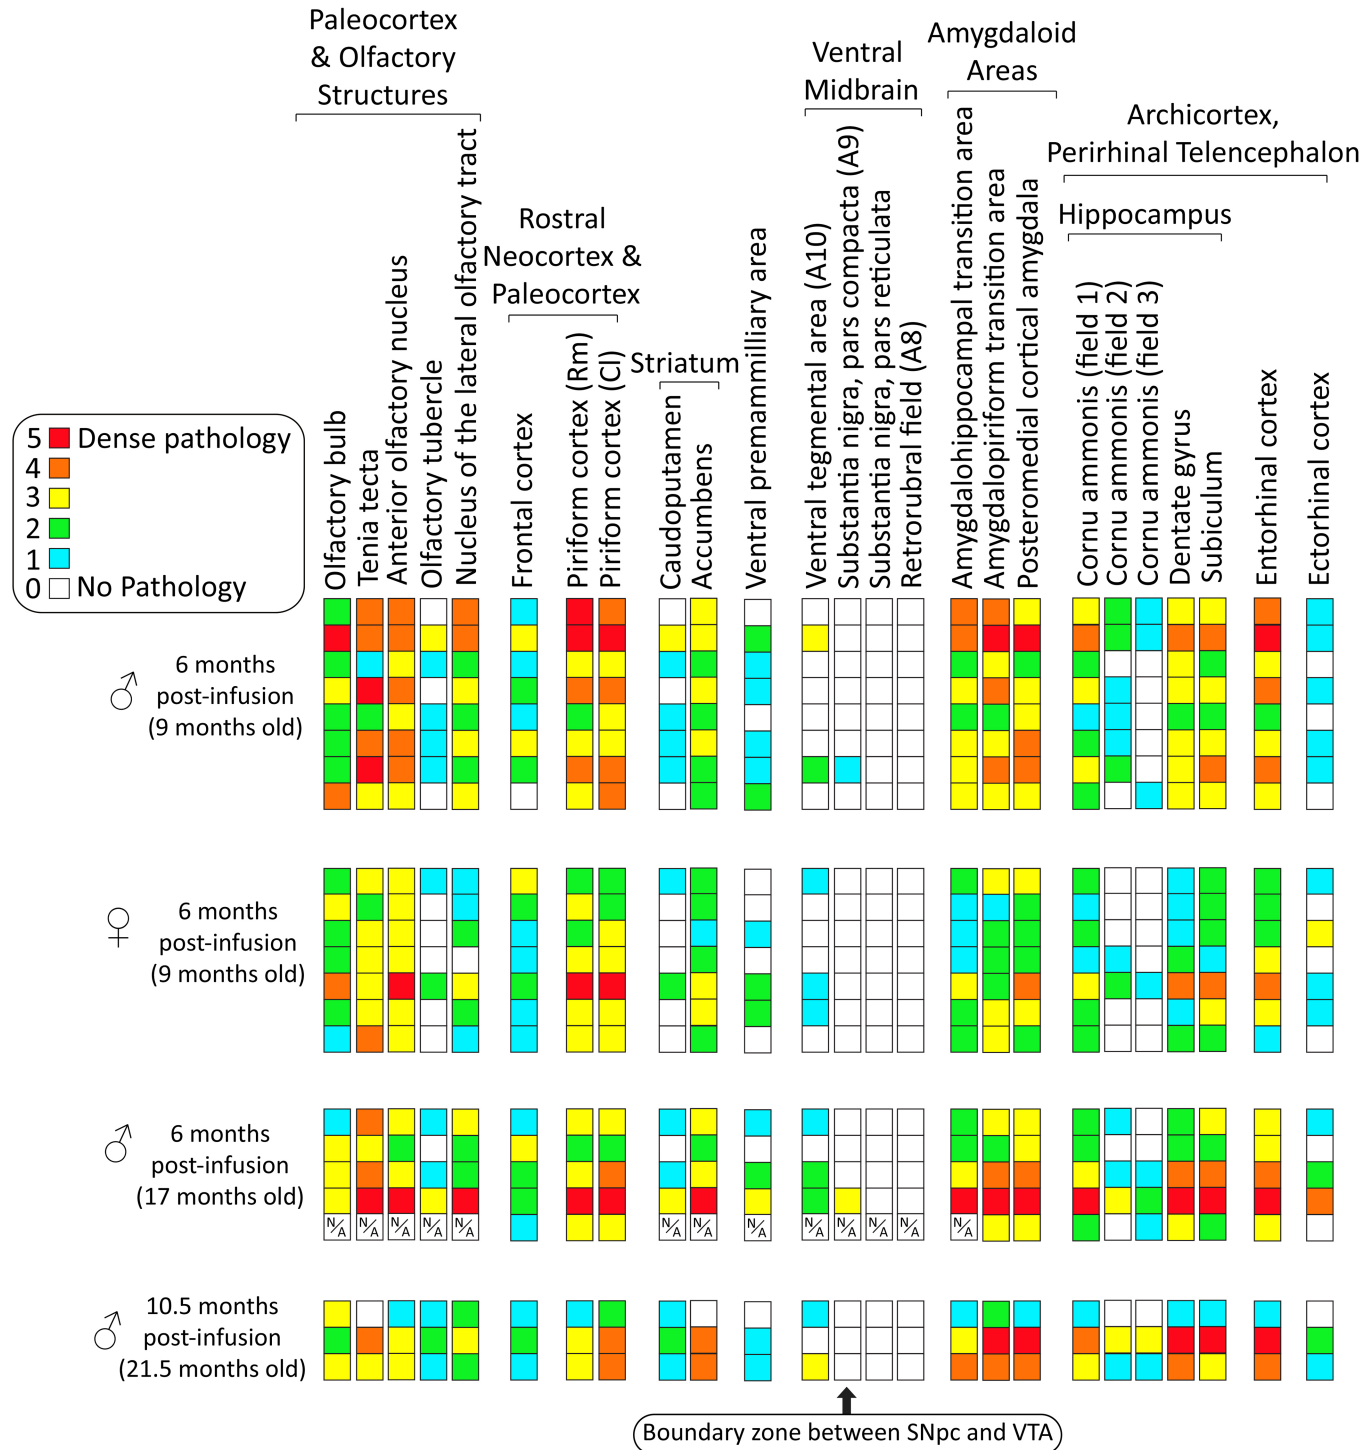 Paleocortex
& Olfactory
Structures
Rostral
Neocortex &
Paleocortex
Striatum
Ventral
Midbrain
Amygdaloid
Areas
Archicortex,
Perirhinal Telencephalon
Hippocampus
Olfactory bulb
Tenia tecta
Anterior olfactory nucleus
Olfactory tubercle
Nucleus of the lateral olfactory tract
Frontal cortex
Piriform cortex (Rm)
Piriform cortex (Cl)
Caudoputamen
Accumbens
Ventral premammilliary area
Ventral tegmental area (A10)
Substantia nigra, pars compacta (A9)
Substantia nigra, pars reticulata
Retrorubral field (A8)
Amygdalohippocampal transition area
Amygdalopiriform transition area
Posteromedial cortical amygdala
Cornu ammonis (field 1)
Cornu ammonis (field 2)
Cornu ammonis (field 3)
Dentate gyrus
Subiculum
Entorhinal cortex
Ectorhinal cortex
5 Dense pathology
4
3
2
1
0 No Pathology
♂ 6 months
post-infusion
(9 months old)
♀ 6 months
post-infusion
(9 months old)
♂ 6 months
post-infusion
(17 months old)
N/A N/A N/A N/A N/A N/A N/A N/A N/A N/A N/A N/A N/A
♂ 10.5 months
post-infusion
(21.5 months old)
Boundary zone between SNpc and VTA